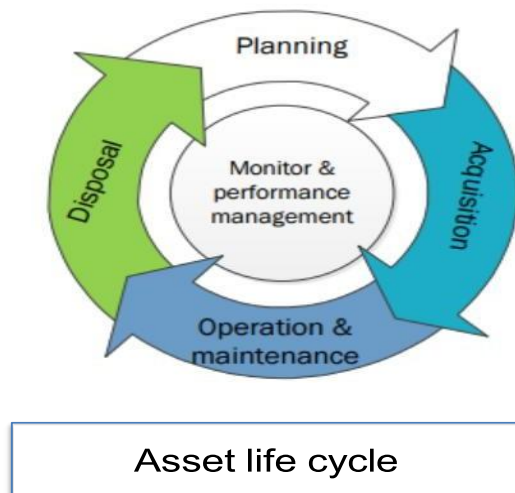 Planning
Acquisition
Operation &
maintenance
Disposal
Monitor &
performance
management
Asset life cycle